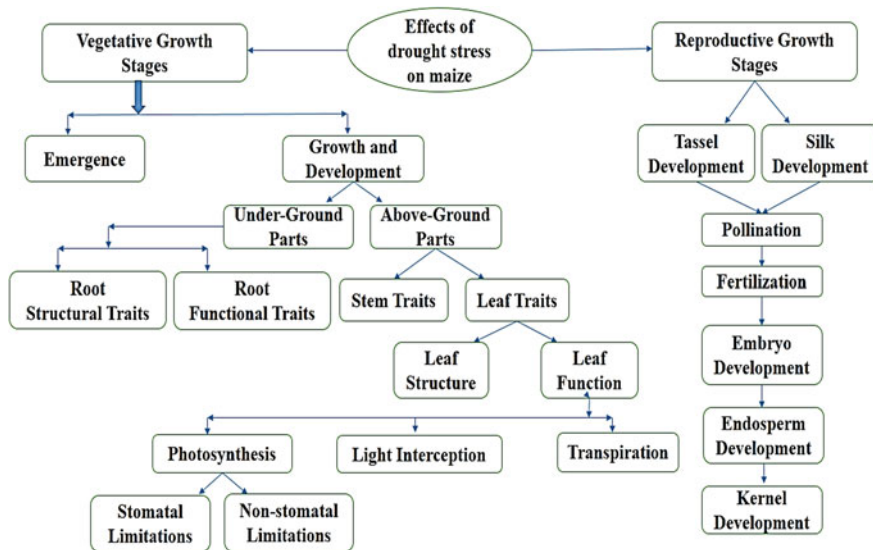 Effects of
drought stress
on maize
Vegetative Growth
Stages
Reproductive Growth
Stages
Emergence
Growth and
Development
Tassel
Development
Silk
Development
Under-Ground
Parts
Above-Ground
Parts
Pollination
Root
Structural Traits
Root
Functional Traits
Stem Traits
Leaf Traits
Fertilization
Leaf
Structure
Leaf
Function
Embryo
Development
Photosynthesis
Light Interception
Transpiration
Endosperm
Development
Stomatal
Limitations
Non-stomatal
Limitations
Kernel
Development